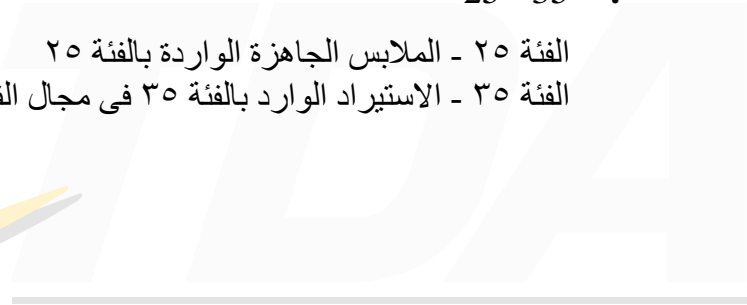 الفئة ٢٥ - الملابس الجاهزة الواردة بالفئة ٢٥
الفئة ٣٥ - الاستيراد الوارد بالفئة ٣٥ فى مجال